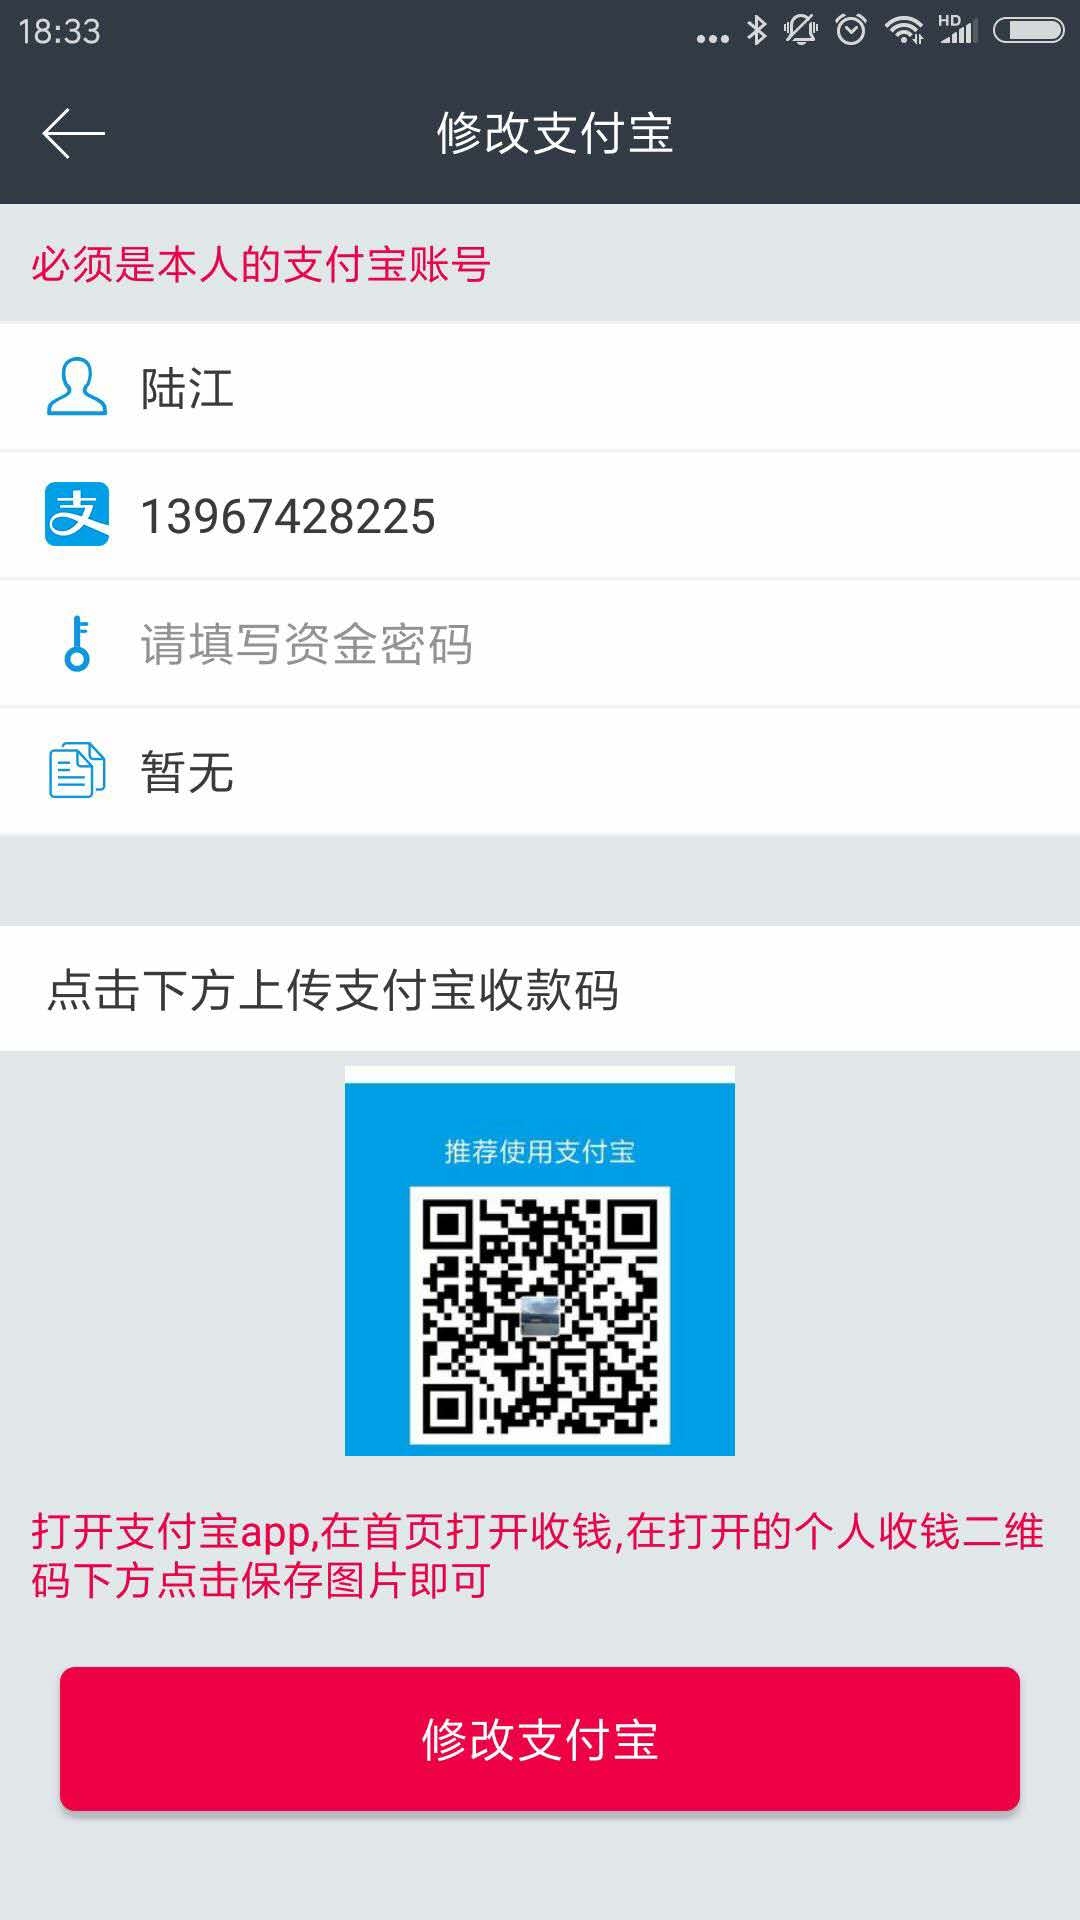 18:33
HD
修改支付宝
必须是本人的支付宝账号
陆江
支 13967428225
请填写资金密码
暂无
点击下方上传支付宝收款码
推荐使用支付宝
打开支付宝app,在首页打开收钱,在打开的个人收钱二维
码下方点击保存图片即可
修改支付宝